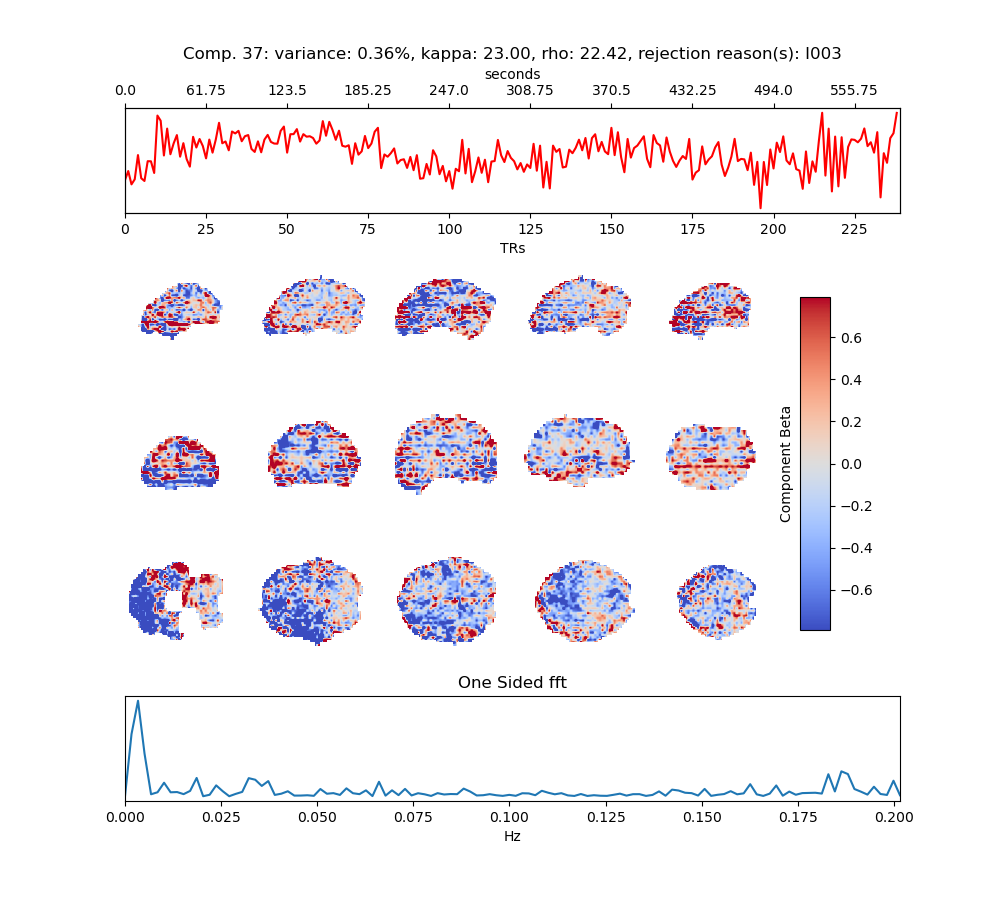 Comp. 37: variance: 0.36%, kappa: 23.00, rho: 22.42, rejection reason(s): I003
seconds
0.0 61.75 123.5 185.25 247.0 308.75 370.5 432.25 494.0 555.75
0 25 50 75 100 125 150 175 200 225
TRs
0.6
0.4
0.2
0.0
−0.2
−0.4
−0.6
Component Beta
One Sided fft
0.000 0.025 0.050 0.075 0.100 0.125 0.150 0.175 0.200
Hz